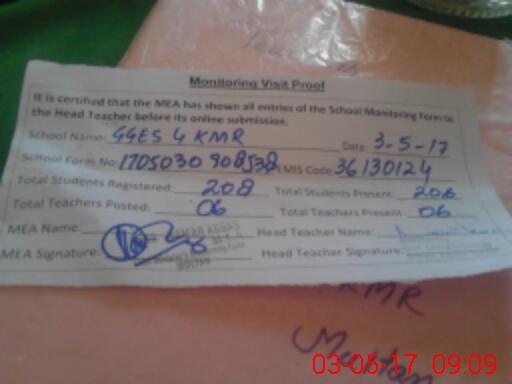 Monitoring Visit Proof
It is certified that the MEA has shown all entries of the School Monitoring Form to
the Head Teacher before its online submission.
School Name: GGES 4 KMR Date: 3-5-17
School Form No: 1705030908538 EMIS Code: 36130124
Total Students Registered: 208 Total Students Present: 206
Total Teachers Posted: 06 Total Teachers Present: 06
MEA Name: Head Teacher Name:
MEA Signature: Head Teacher Signature:
KMR
03-05-17 09:09